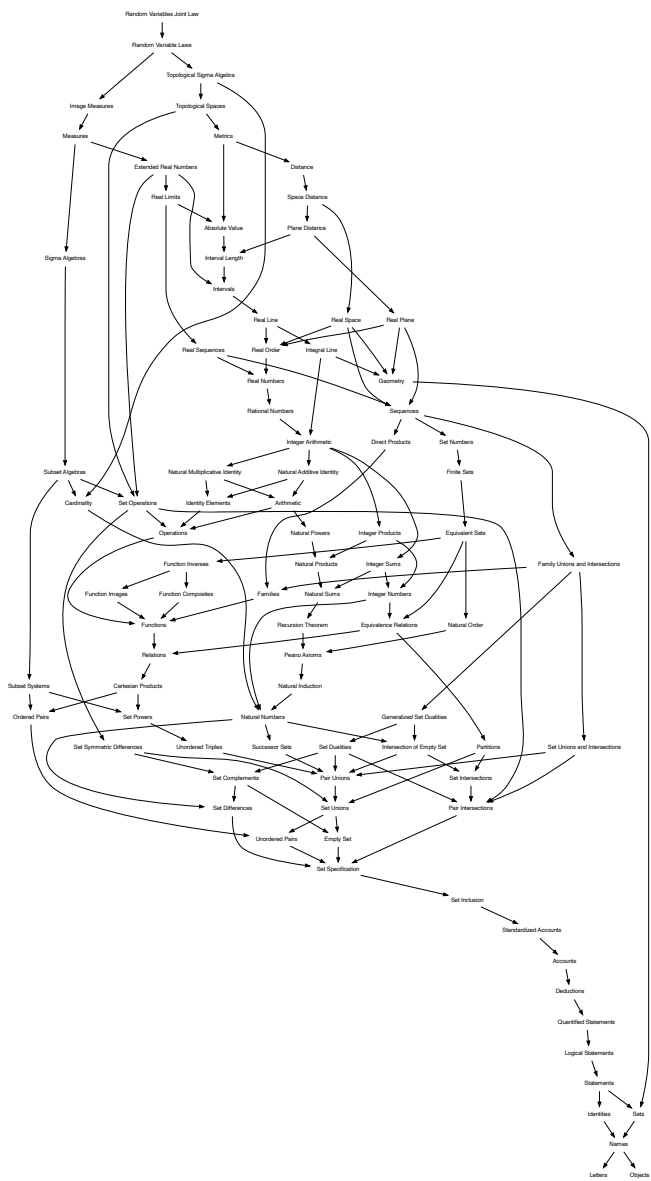 Random Variables Joint Law
Random Variable Laws
Topological Sigma Algebra
Image Measures
Topological Spaces
Measures
Metrics
Extended Real Numbers
Distance
Real Limits
Space Distance
Absolute Value
Plane Distance
Sigma Algebras
Interval Length
Intervals
Real Line
Real Space
Real Plane
Real Sequences
Real Order
Integral Line
Real Numbers
Geometry
Rational Numbers
Sequences
Integer Arithmetic
Direct Products
Set Numbers
Subset Algebras
Natural Multiplicative Identity
Natural Additive Identity
Finite Sets
Cardinality
Set Operations
Identity Elements
Arithmetic
Operations
Natural Powers
Integer Products
Equivalent Sets
Function Inverses
Natural Products
Integer Sums
Family Unions and Intersections
Function Images
Function Composites
Families
Natural Sums
Integer Numbers
Functions
Recursion Theorem
Equivalence Relations
Natural Order
Relations
Peano Axioms
Subset Systems
Cartesian Products
Natural Induction
Ordered Pairs
Set Powers
Natural Numbers
Generalized Set Dualities
Set Symmetric Differences
Unordered Triples
Successor Sets
Set Dualities
Intersection of Empty Set
Partitions
Set Unions and Intersections
Set Complements
Pair Unions
Set Intersections
Set Differences
Set Unions
Pair Intersections
Unordered Pairs
Empty Set
Set Specification
Set Inclusion
Standardized Accounts
Accounts
Deductions
Quantified Statements
Logical Statements
Statements
Identities
Sets
Names
Letters
Objects